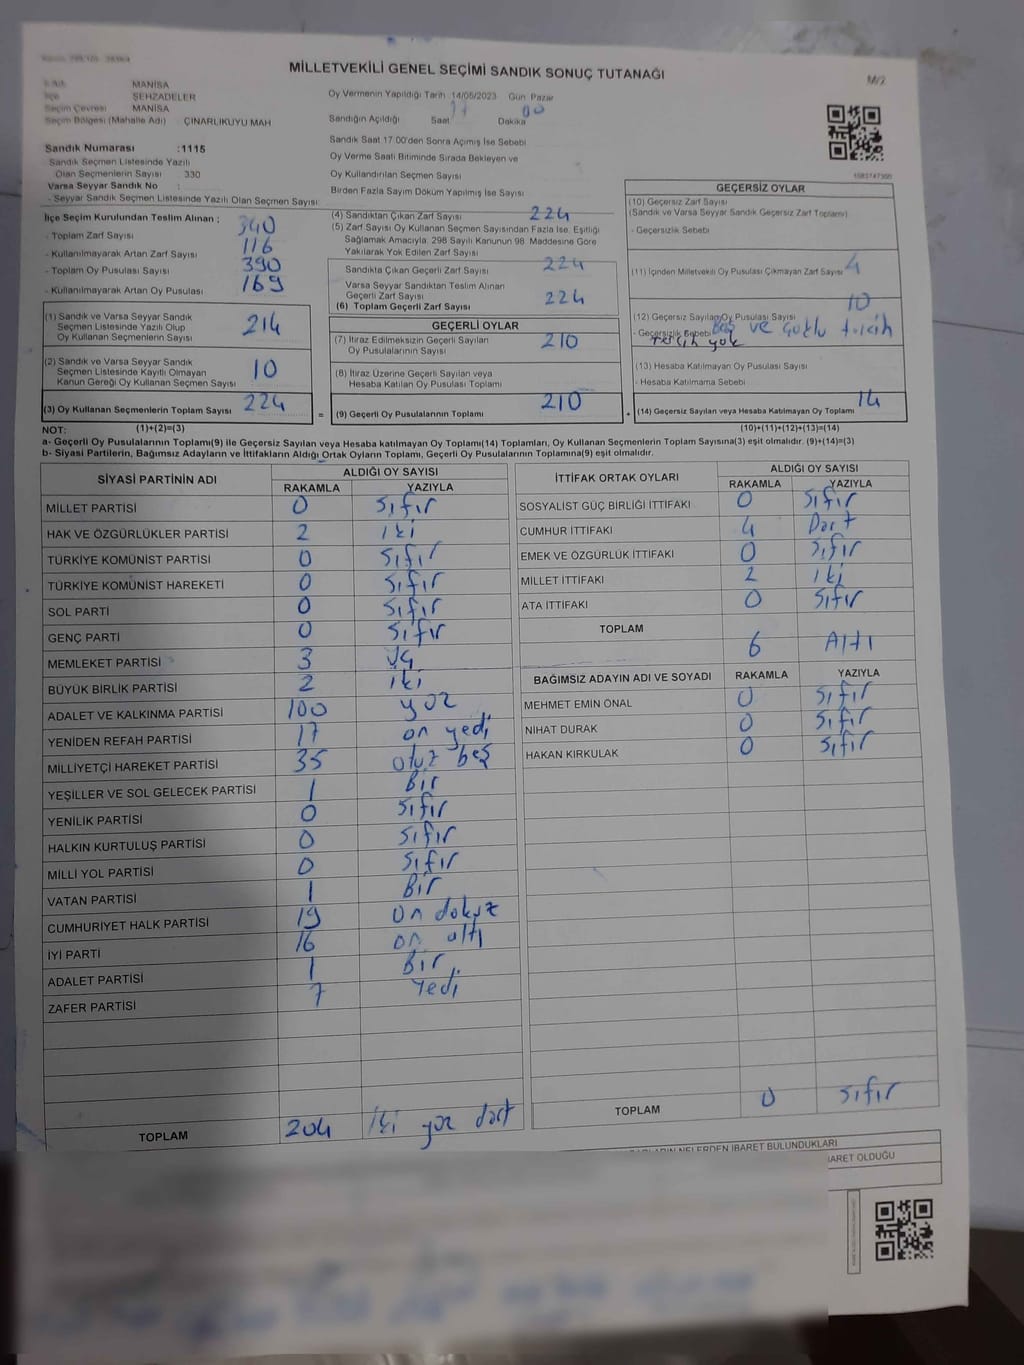 MİLLETVEKİLİ GENEL SEÇİMİ SANDIK SONUÇ TUTANAĞI
M/2
MANİSA
İlçe ŞEHZADELER
Seçim Çevresi MANİSA
Seçim Bölgesi (Mahalle Adı) ÇINARLIKUYU MAH
Sandık Numarası :1115
Sandık Seçmen Listesinde Yazılı
Olan Seçmenlerin Sayısı : 330
Varsa Seyyar Sandık No :
- Seyyar Sandık Seçmen Listesinde Yazılı Olan Seçmenlerin Sayısı:
Oy Vermenin Yapıldığı Tarih :14/05/2023 Gün Pazar
Sandığın Açıldığı Saat 17 Dakika 00
Sandık Saat 17.00'den Sonra Açımış İse Sebebi
Oy Verme Saati Bitiminde Sırada Bekleyen ve
Oy Kullandırılan Seçmen Sayısı
Birden Fazla Sayım Döküm Yapılmış İse Sayısı
İlçe Seçim Kurulundan Teslim Alınan ;
- Toplam Zarf Sayısı 340
- Kullanılmayarak Artan Zarf Sayısı 116
- Toplam Oy Pusulası Sayısı 390
- Kullanılmayarak Artan Oy Pusulası 169
(1) Sandık ve Varsa Seyyar Sandık
Seçmen Listesinde Yazılı Olup
Oy Kullanan Seçmenlerin Sayısı 214
(2) Sandık ve Varsa Seyyar Sandık
Seçmen Listesinde Kayıtlı Olmayan
Kanun Gereği Oy Kullanan Seçmen Sayısı 10
(3) Oy Kullanan Seçmenlerin Toplam Sayısı 224
(4) Sandıktan Çıkan Zarf Sayısı 224
(5) Zarf Sayısı Oy Kullanan Seçmen Sayısından Fazla İse, Eşitliği
Sağlamak Amacıyla, 298 Sayılı Kanunun 98. Maddesine Göre
Yakılarak Yok Edilen Zarf Sayısı
Sandıkta Çıkan Geçerli Zarf Sayısı 224
Varsa Seyyar Sandıktan Teslim Alınan
Geçerli Zarf Sayısı
(6) Toplam Geçerli Zarf Sayısı 224
GEÇERLİ OYLAR
(7) İtiraz Edilmeksizin Geçerli Sayılan
Oy Pusulalarının Sayısı 210
(8) İtiraz Üzerine Geçerli Sayılan veya
Hesaba Katılan Oy Pusulası Toplamı
= (9) Geçerli Oy Pusulalarının Toplamı 210
GEÇERSİZ OYLAR
(10) Geçersiz Zarf Sayısı
(Sandık ve Varsa Seyyar Sandık Geçersiz Zarf Toplamı)
- Geçersizlik Sebebi
(11) İçinden Milletvekili Oy Pusulası Çıkmayan Zarf Sayısı 4
(12) Geçersiz Sayılan Oy Pusulası Sayısı 10
- Geçersizlik Sebebi Boş ve çoklu tercih
tercih yok
(13) Hesaba Katılmayan Oy Pusulası Sayısı
- Hesaba Katılmama Sebebi
+ (14) Geçersiz Sayılan veya Hesaba Katılmayan Oy Toplamı 14
NOT: (1)+(2)=(3) (10)+(11)+(12)+(13)=(14)
a- Geçerli Oy Pusulalarının Toplamı(9) ile Geçersiz Sayılan veya Hesaba katılmayan Oy Toplamı(14) Toplamları, Oy Kullanan Seçmenlerin Toplam Sayısına(3) eşit olmalıdır. (9)+(14)=(3)
b- Siyasi Partilerin, Bağımsız Adayların ve İttifakların Aldığı Ortak Oyların Toplamı, Geçerli Oy Pusulalarının Toplamına(9) eşit olmalıdır.
SİYASİ PARTİNİN ADI ALDIĞI OY SAYISI
RAKAMLA YAZIYLA
MİLLET PARTİSİ 0 Sıfır
HAK VE ÖZGÜRLÜKLER PARTİSİ 2 iki
TÜRKİYE KOMÜNİST PARTİSİ 0 Sıfır
TÜRKİYE KOMÜNİST HAREKETİ 0 Sıfır
SOL PARTİ 0 Sıfır
GENÇ PARTİ 0 Sıfır
MEMLEKET PARTİSİ 3 üç
BÜYÜK BİRLİK PARTİSİ 2 iki
ADALET VE KALKINMA PARTİSİ 100 yüz
YENİDEN REFAH PARTİSİ 17 on yedi
MİLLİYETÇİ HAREKET PARTİSİ 35 otuz beş
YEŞİLLER VE SOL GELECEK PARTİSİ 1 Bir
YENİLİK PARTİSİ 0 Sıfır
HALKIN KURTULUŞ PARTİSİ 0 Sıfır
MİLLİ YOL PARTİSİ 0 Sıfır
VATAN PARTİSİ 1 Bir
CUMHURİYET HALK PARTİSİ 19 on dokuz
İYİ PARTİ 16 on altı
ADALET PARTİSİ 1 Bir
ZAFER PARTİSİ 7 Yedi
TOPLAM 204 iki yüz dört
İTTİFAK ORTAK OYLARI ALDIĞI OY SAYISI
RAKAMLA YAZIYLA
SOSYALİST GÜÇ BİRLİĞİ İTTİFAKI 0 Sıfır
CUMHUR İTTİFAKI 4 Dört
EMEK VE ÖZGÜRLÜK İTTİFAKI 0 Sıfır
MİLLET İTTİFAKI 2 iki
ATA İTTİFAKI 0 Sıfır
TOPLAM 6 Altı
BAĞIMSIZ ADAYIN ADI VE SOYADI RAKAMLA YAZIYLA
MEHMET EMİN ÖNAL 0 Sıfır
NİHAT DURAK 0 Sıfır
HAKAN KIRKULAK 0 Sıfır
TOPLAM 0 Sıfır
NELERDEN İBARET BULUNDUKLARI
İBARET OLDUĞU